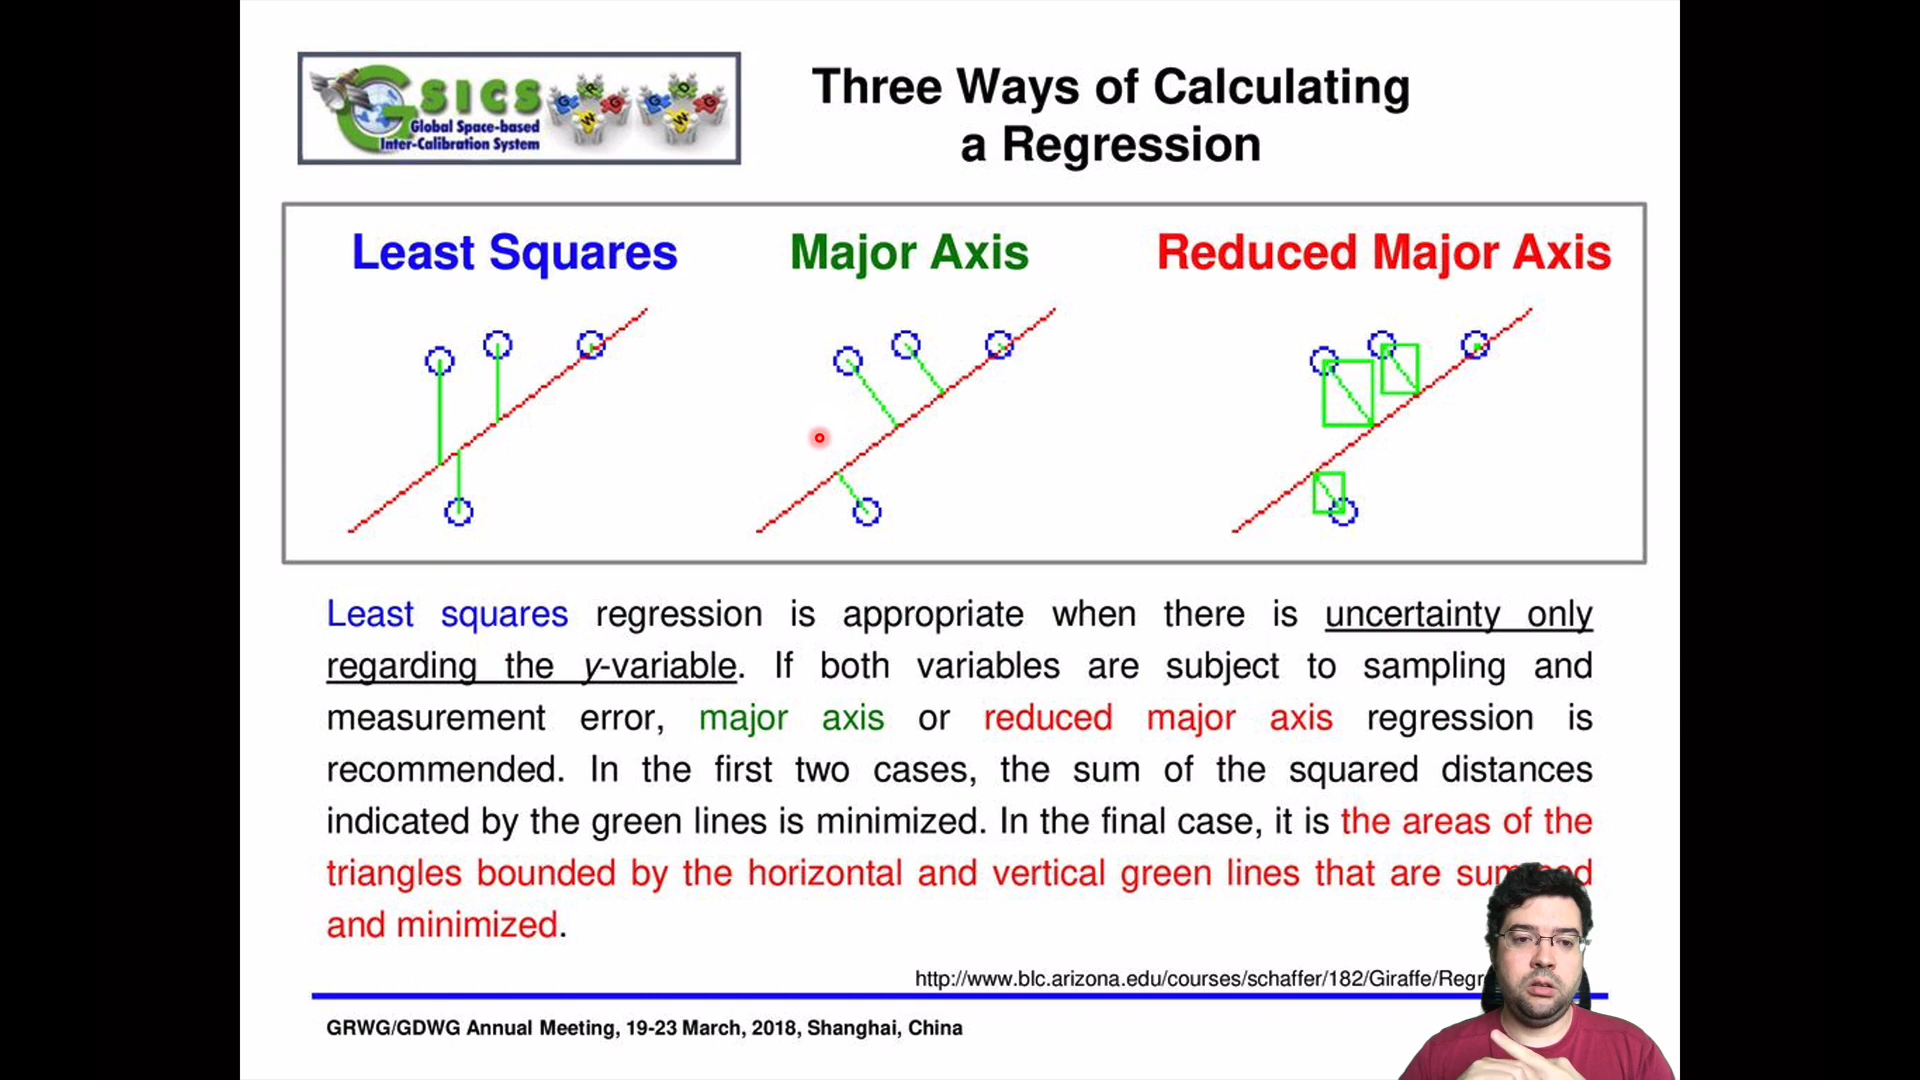 GSICS
Global Space-based
Inter-Calibration System
G R W G
G D W G
Three Ways of Calculating
a Regression
Least Squares
Major Axis
Reduced Major Axis
Least squares regression is appropriate when there is uncertainty only
regarding the y-variable. If both variables are subject to sampling and
measurement error, major axis or reduced major axis regression is
recommended. In the first two cases, the sum of the squared distances
indicated by the green lines is minimized. In the final case, it is the areas of the
triangles bounded by the horizontal and vertical green lines that are summed
and minimized.
http://www.blc.arizona.edu/courses/schaffer/182/Giraffe/Regr
GRWG/GDWG Annual Meeting, 19-23 March, 2018, Shanghai, China